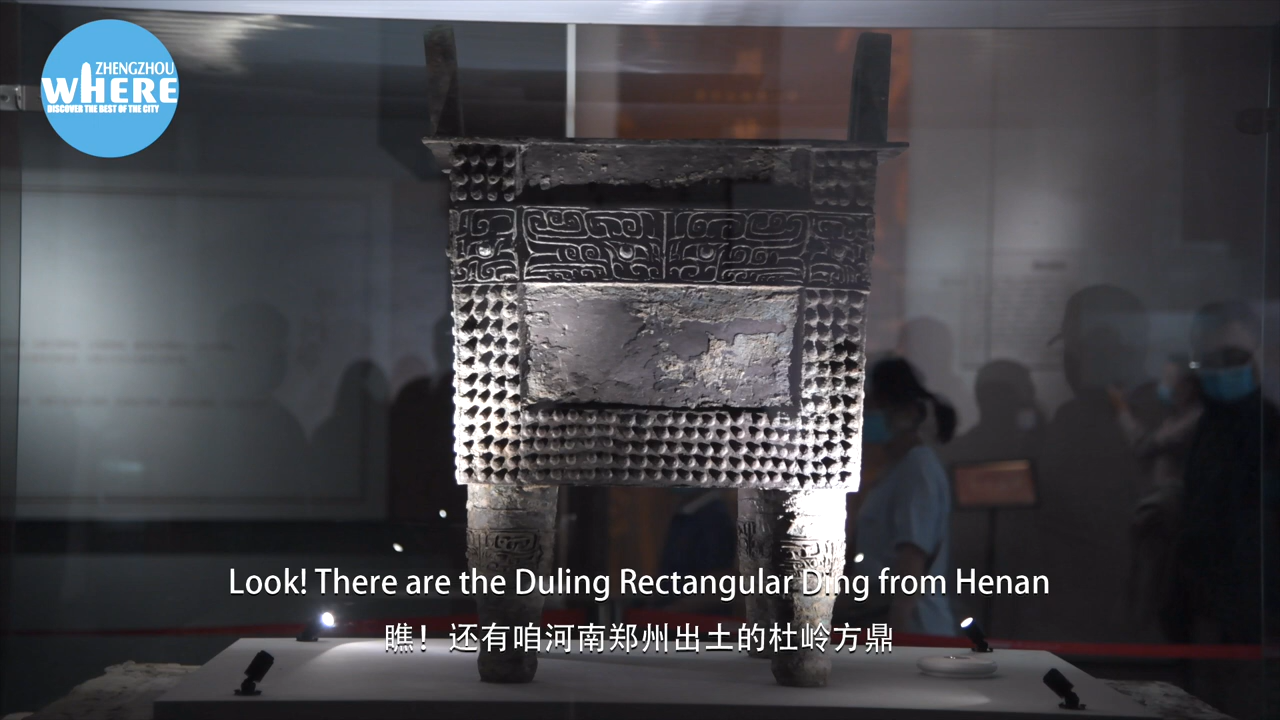 ZHENGZHOU
WHERE
DISCOVER THE BEST OF THE CITY
Look! There are the Duling Rectangular Ding from Henan
瞧！还有咱河南郑州出土的杜岭方鼎